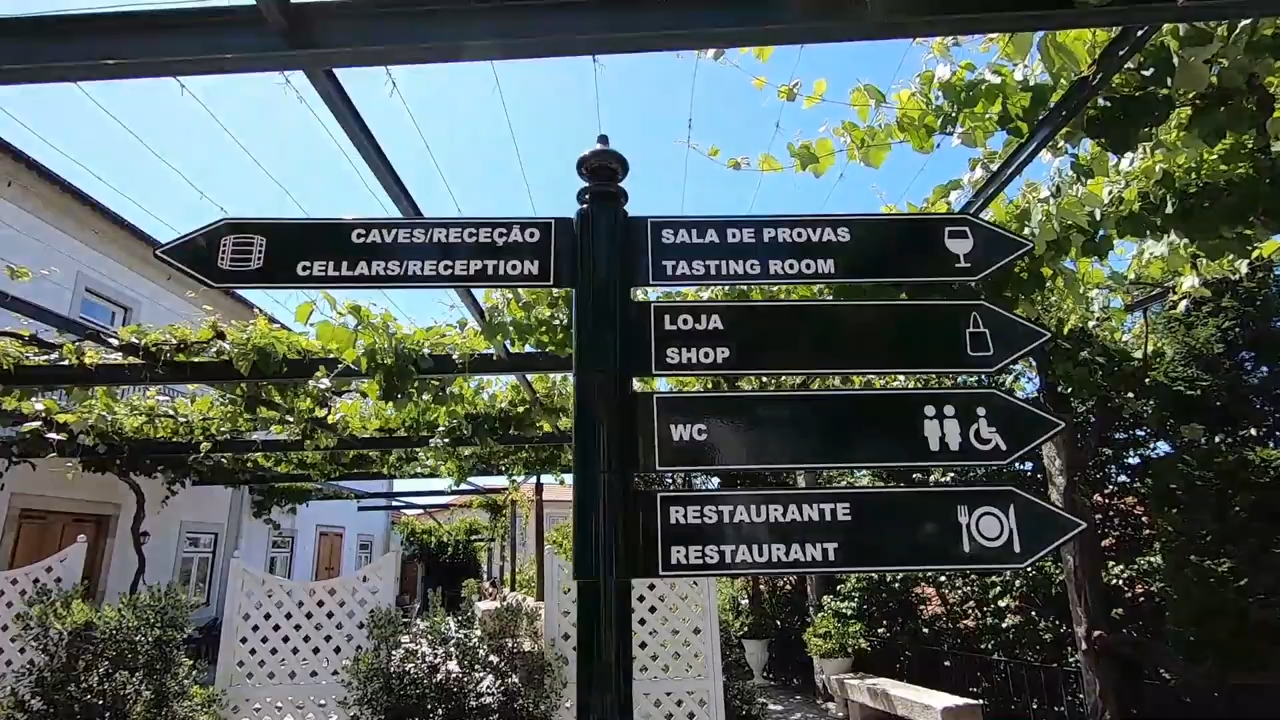 CAVES/RECEÇÃO
CELLARS/RECEPTION
SALA DE PROVAS
TASTING ROOM
LOJA
SHOP
WC
RESTAURANTE
RESTAURANT